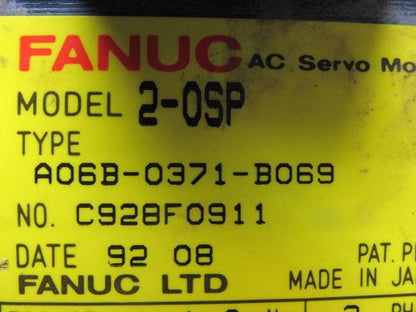 FANUC AC Servo Mo
MODEL 2-0SP
TYPE
A06B-0371-B069
NO. C928F0911
DATE 92 08 PAT. P
FANUC LTD MADE IN JA